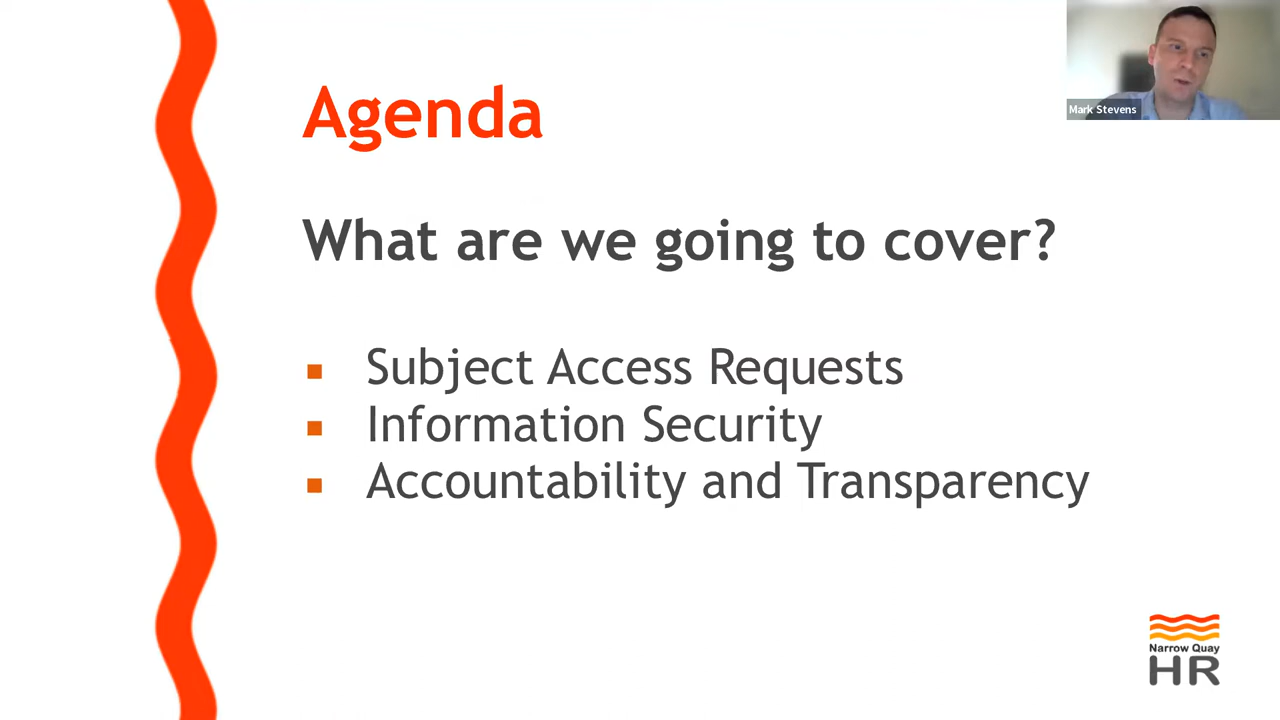 Agenda
Mark Stevens
What are we going to cover?
Subject Access Requests
Information Security
Accountability and Transparency
Narrow Quay
HR